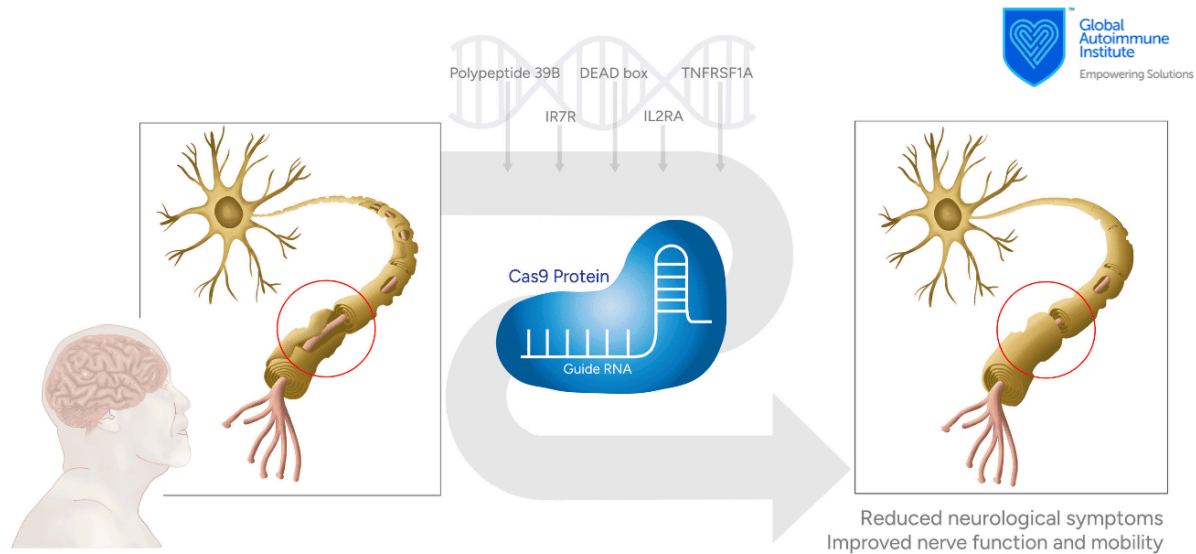 Global
Autoimmune
Institute
™
Empowering Solutions
Polypeptide 39B
DEAD box
TNFRSF1A
IR7R
IL2RA
Cas9 Protein
Guide RNA
Reduced neurological symptoms
Improved nerve function and mobility